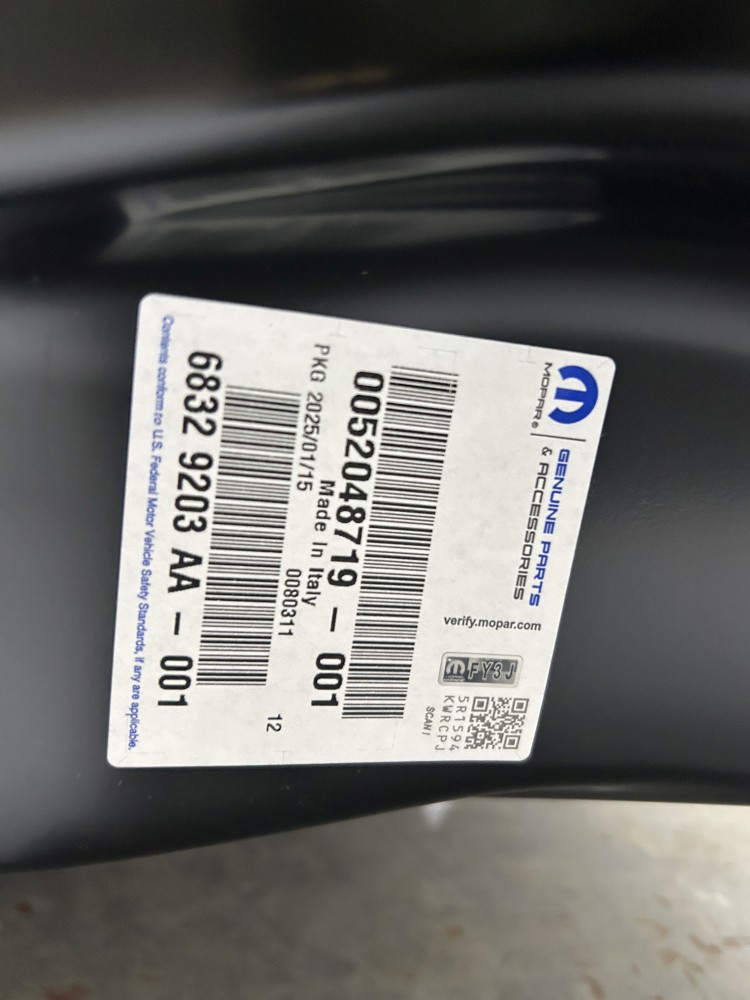 MOPAR®
GENUINE PARTS
& ACCESSORIES
verify.mopar.com
FY3J
5R1594
KWRCPJ
SCAN!
0052048719 - 001
Made In Italy
PKG 2025/01/15
0080311
12
6832 9203 AA - 001
Contents conform to U.S. Federal Motor Vehicle Safety Standards, if any are applicable.